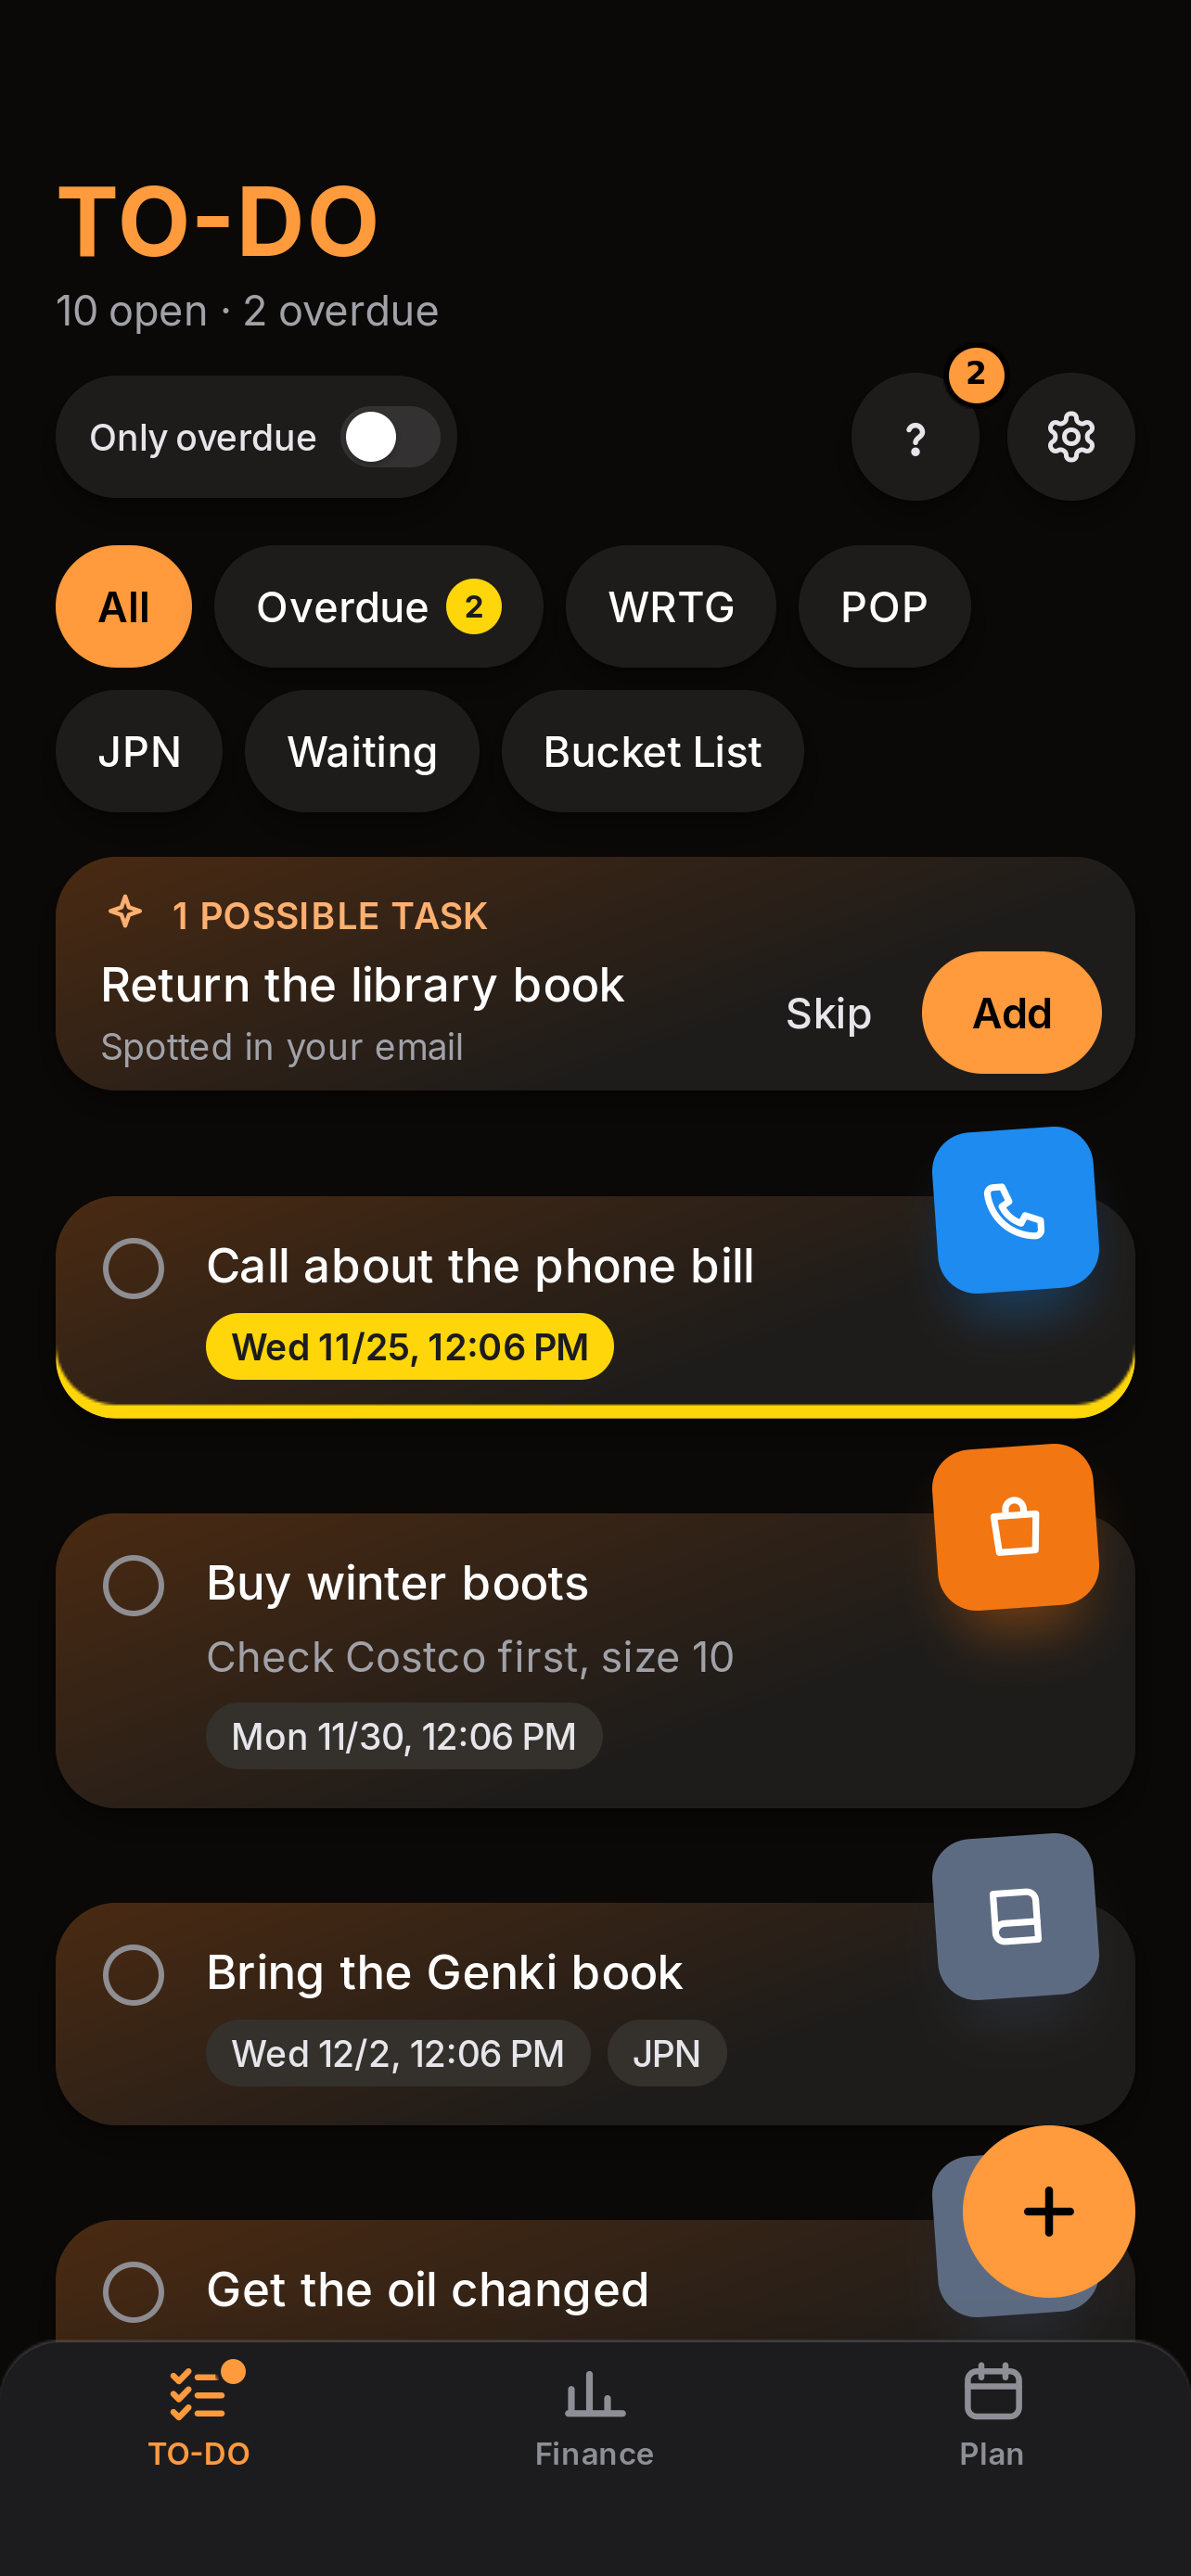 TO-DO
10 open · 2 overdue
Only overdue
?
2
All
Overdue 2
WRTG
POP
JPN
Waiting
Bucket List
1 POSSIBLE TASK
Return the library book
Spotted in your email
Skip
Add
Call about the phone bill
Wed 11/25, 12:06 PM
Buy winter boots
Check Costco first, size 10
Mon 11/30, 12:06 PM
Bring the Genki book
Wed 12/2, 12:06 PM
JPN
Get the oil changed
TO-DO
Finance
Plan